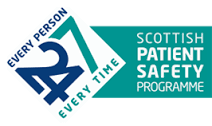 EVERY PERSON
24
7
EVERY TIME
SCOTTISH
PATIENT
SAFETY
PROGRAMME